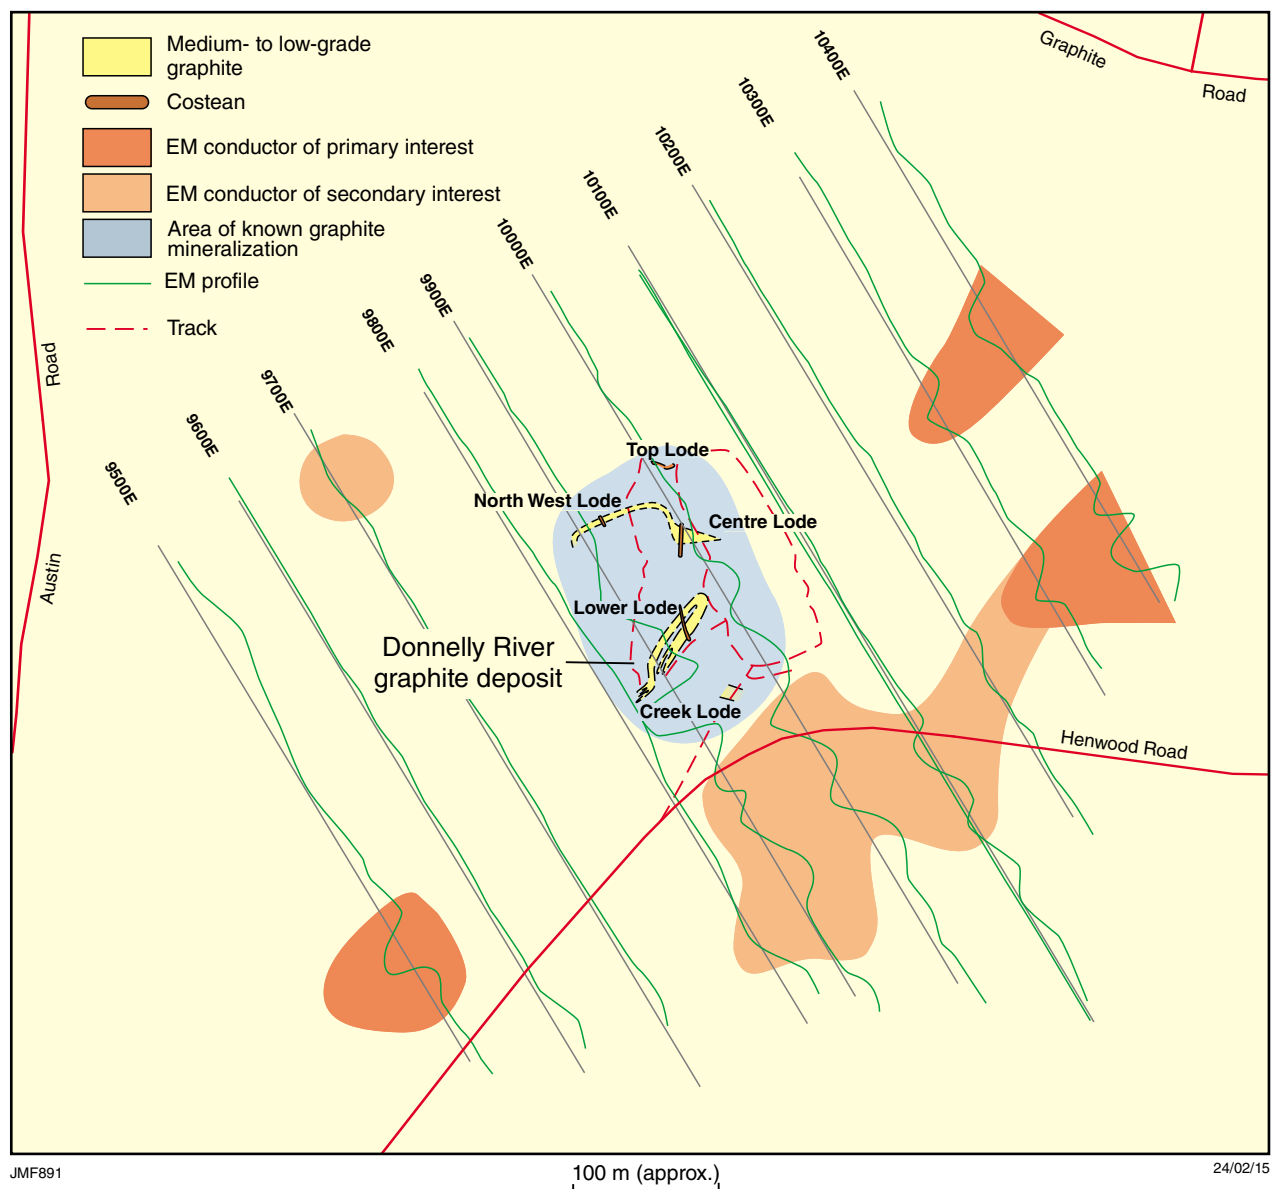 Medium- to low-grade
graphite
Costean
EM conductor of primary interest
EM conductor of secondary interest
Area of known graphite
mineralization
EM profile
Track
Graphite
Road
10400E
10300E
10200E
10100E
10000E
9900E
9800E
9700E
9600E
9500E
Road
Austin
Top Lode
North West Lode
Centre Lode
Lower Lode
Donnelly River
graphite deposit
Creek Lode
Henwood Road
JMF891
100 m (approx.)
24/02/15